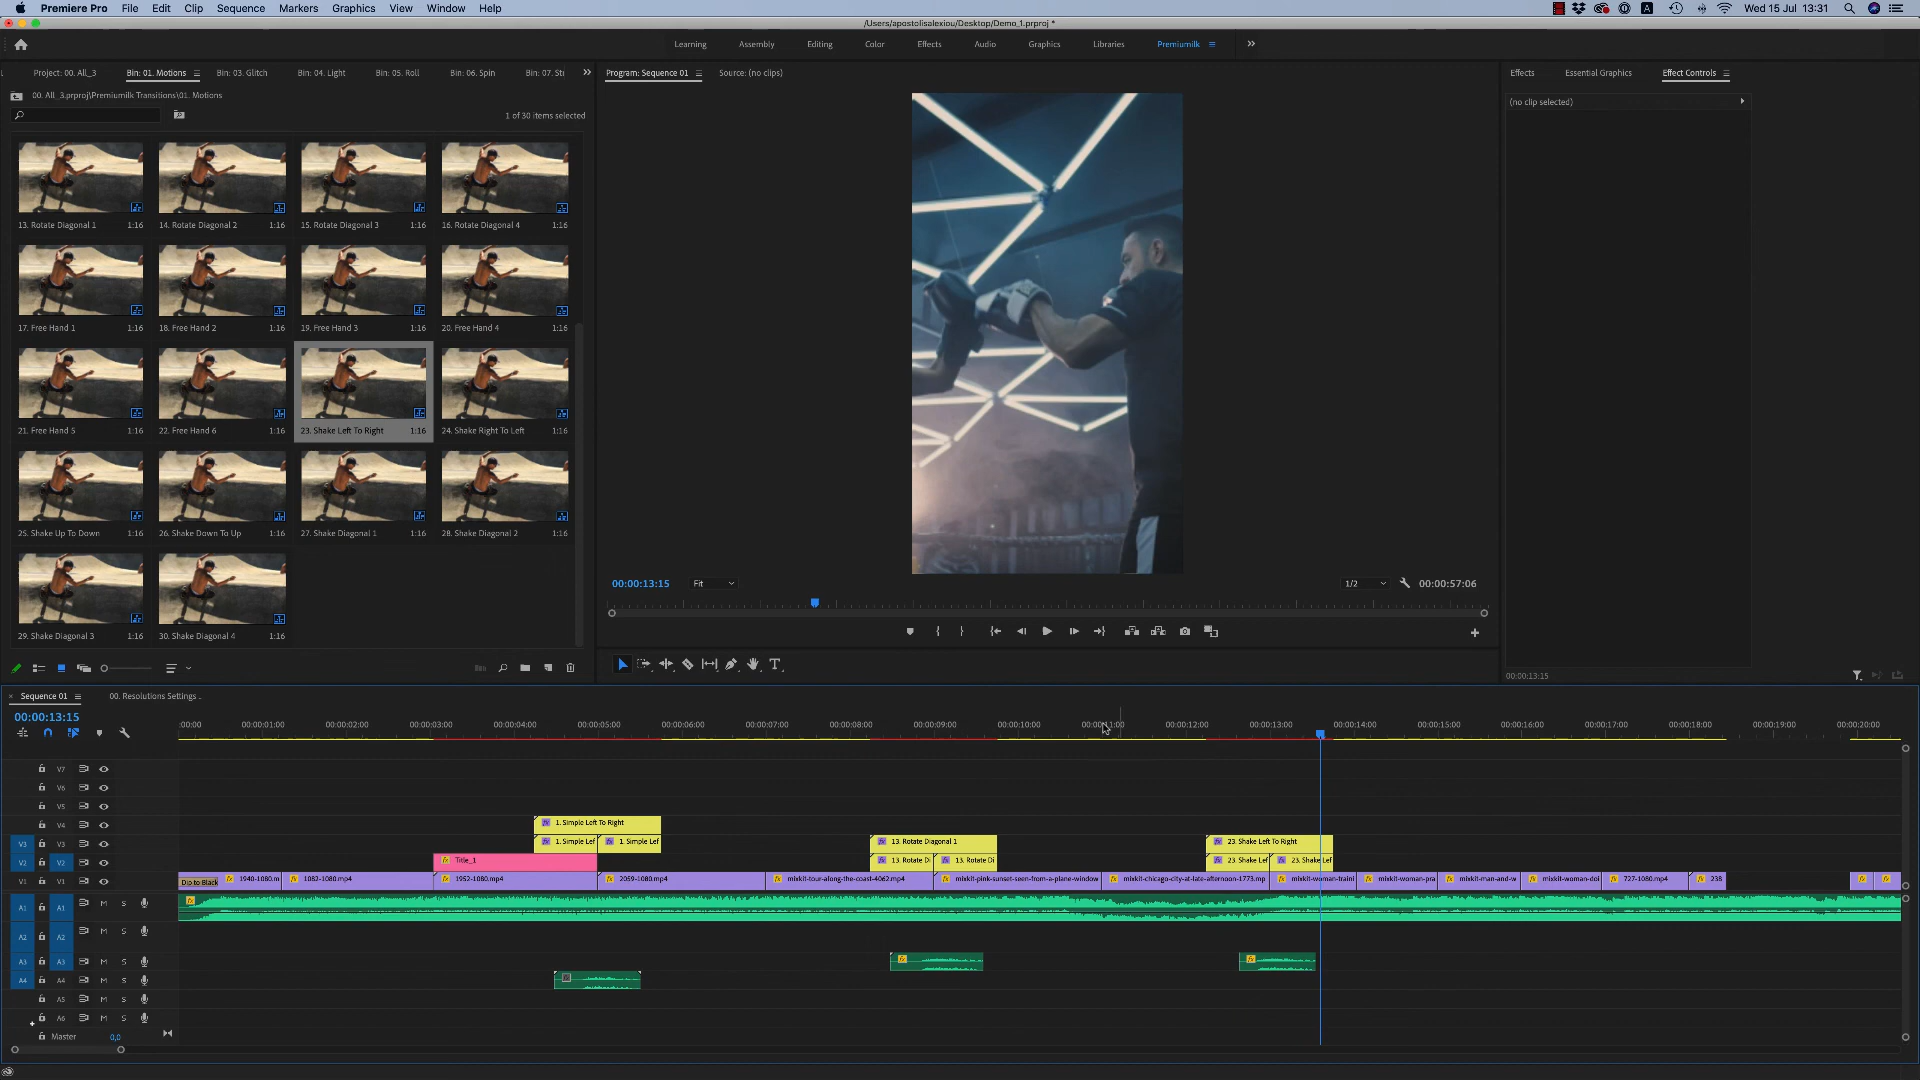 Premiere Pro File Edit Clip Sequence Markers Graphics View Window Help
Wed 15 Jul 13:31
/Users/apostolisalexiou/Desktop/Demo_1.prproj *
Learning Assembly Editing Color Effects Audio Graphics Libraries Premiumilk
Project: 00. All_3 Bin: 01. Motions Bin: 03. Glitch Bin: 04. Light Bin: 05. Roll Bin: 06. Spin Bin: 07. Sti
Program: Sequence 01 Source: (no clips)
Effects Essential Graphics Effect Controls
00. All_3.prproj\Premiumilk Transitions\01. Motions
(no clip selected)
1 of 30 items selected
13. Rotate Diagonal 1 1:16 14. Rotate Diagonal 2 1:16 15. Rotate Diagonal 3 1:16 16. Rotate Diagonal 4 1:16
17. Free Hand 1 1:16 18. Free Hand 2 1:16 19. Free Hand 3 1:16 20. Free Hand 4 1:16
21. Free Hand 5 1:16 22. Free Hand 6 1:16 23. Shake Left To Right 1:16 24. Shake Right To Left 1:16
25. Shake Up To Down 1:16 26. Shake Down To Up 1:16 27. Shake Diagonal 1 1:16 28. Shake Diagonal 2 1:16
29. Shake Diagonal 3 1:16 30. Shake Diagonal 4 1:16
00:00:13:15 Fit 1/2 00:00:57:06
00:00:13:15
Sequence 01 00. Resolutions Settings ..
00:00:13:15
:00:00 00:00:01:00 00:00:02:00 00:00:03:00 00:00:04:00 00:00:05:00 00:00:06:00 00:00:07:00 00:00:08:00 00:00:09:00 00:00:10:00 00:00:11:00 00:00:12:00 00:00:13:00 00:00:14:00 00:00:15:00 00:00:16:00 00:00:17:00 00:00:18:00 00:00:19:00 00:00:20:00
V7
V6
V5
V4 1. Simple Left To Right
V3 V3 1. Simple Lef 1. Simple Lef 13. Rotate Diagonal 1 23. Shake Left To Right
V2 V2 Title_1 13. Rotate Di 13. Rotate Di 23. Shake Lef 23. Shake Lef
V1 V1 Dip to Black 1940-1080.m 1082-1080.mp4 1952-1080.mp4 2059-1080.mp4 mixkit-tour-along-the-coast-4062.mp4 mixkit-pink-sunset-seen-from-a-plane-window mixkit-chicago-city-at-late-afternoon-1773.mp mixkit-woman-traini mixkit-woman-pra mixkit-man-and-w mixkit-woman-doi 727-1080.mp4 238
A1 A1 M S
A2 A2 M S
A3 A3 M S
A4 A4 M S
A5 M S
A6 M S
Master 0,0